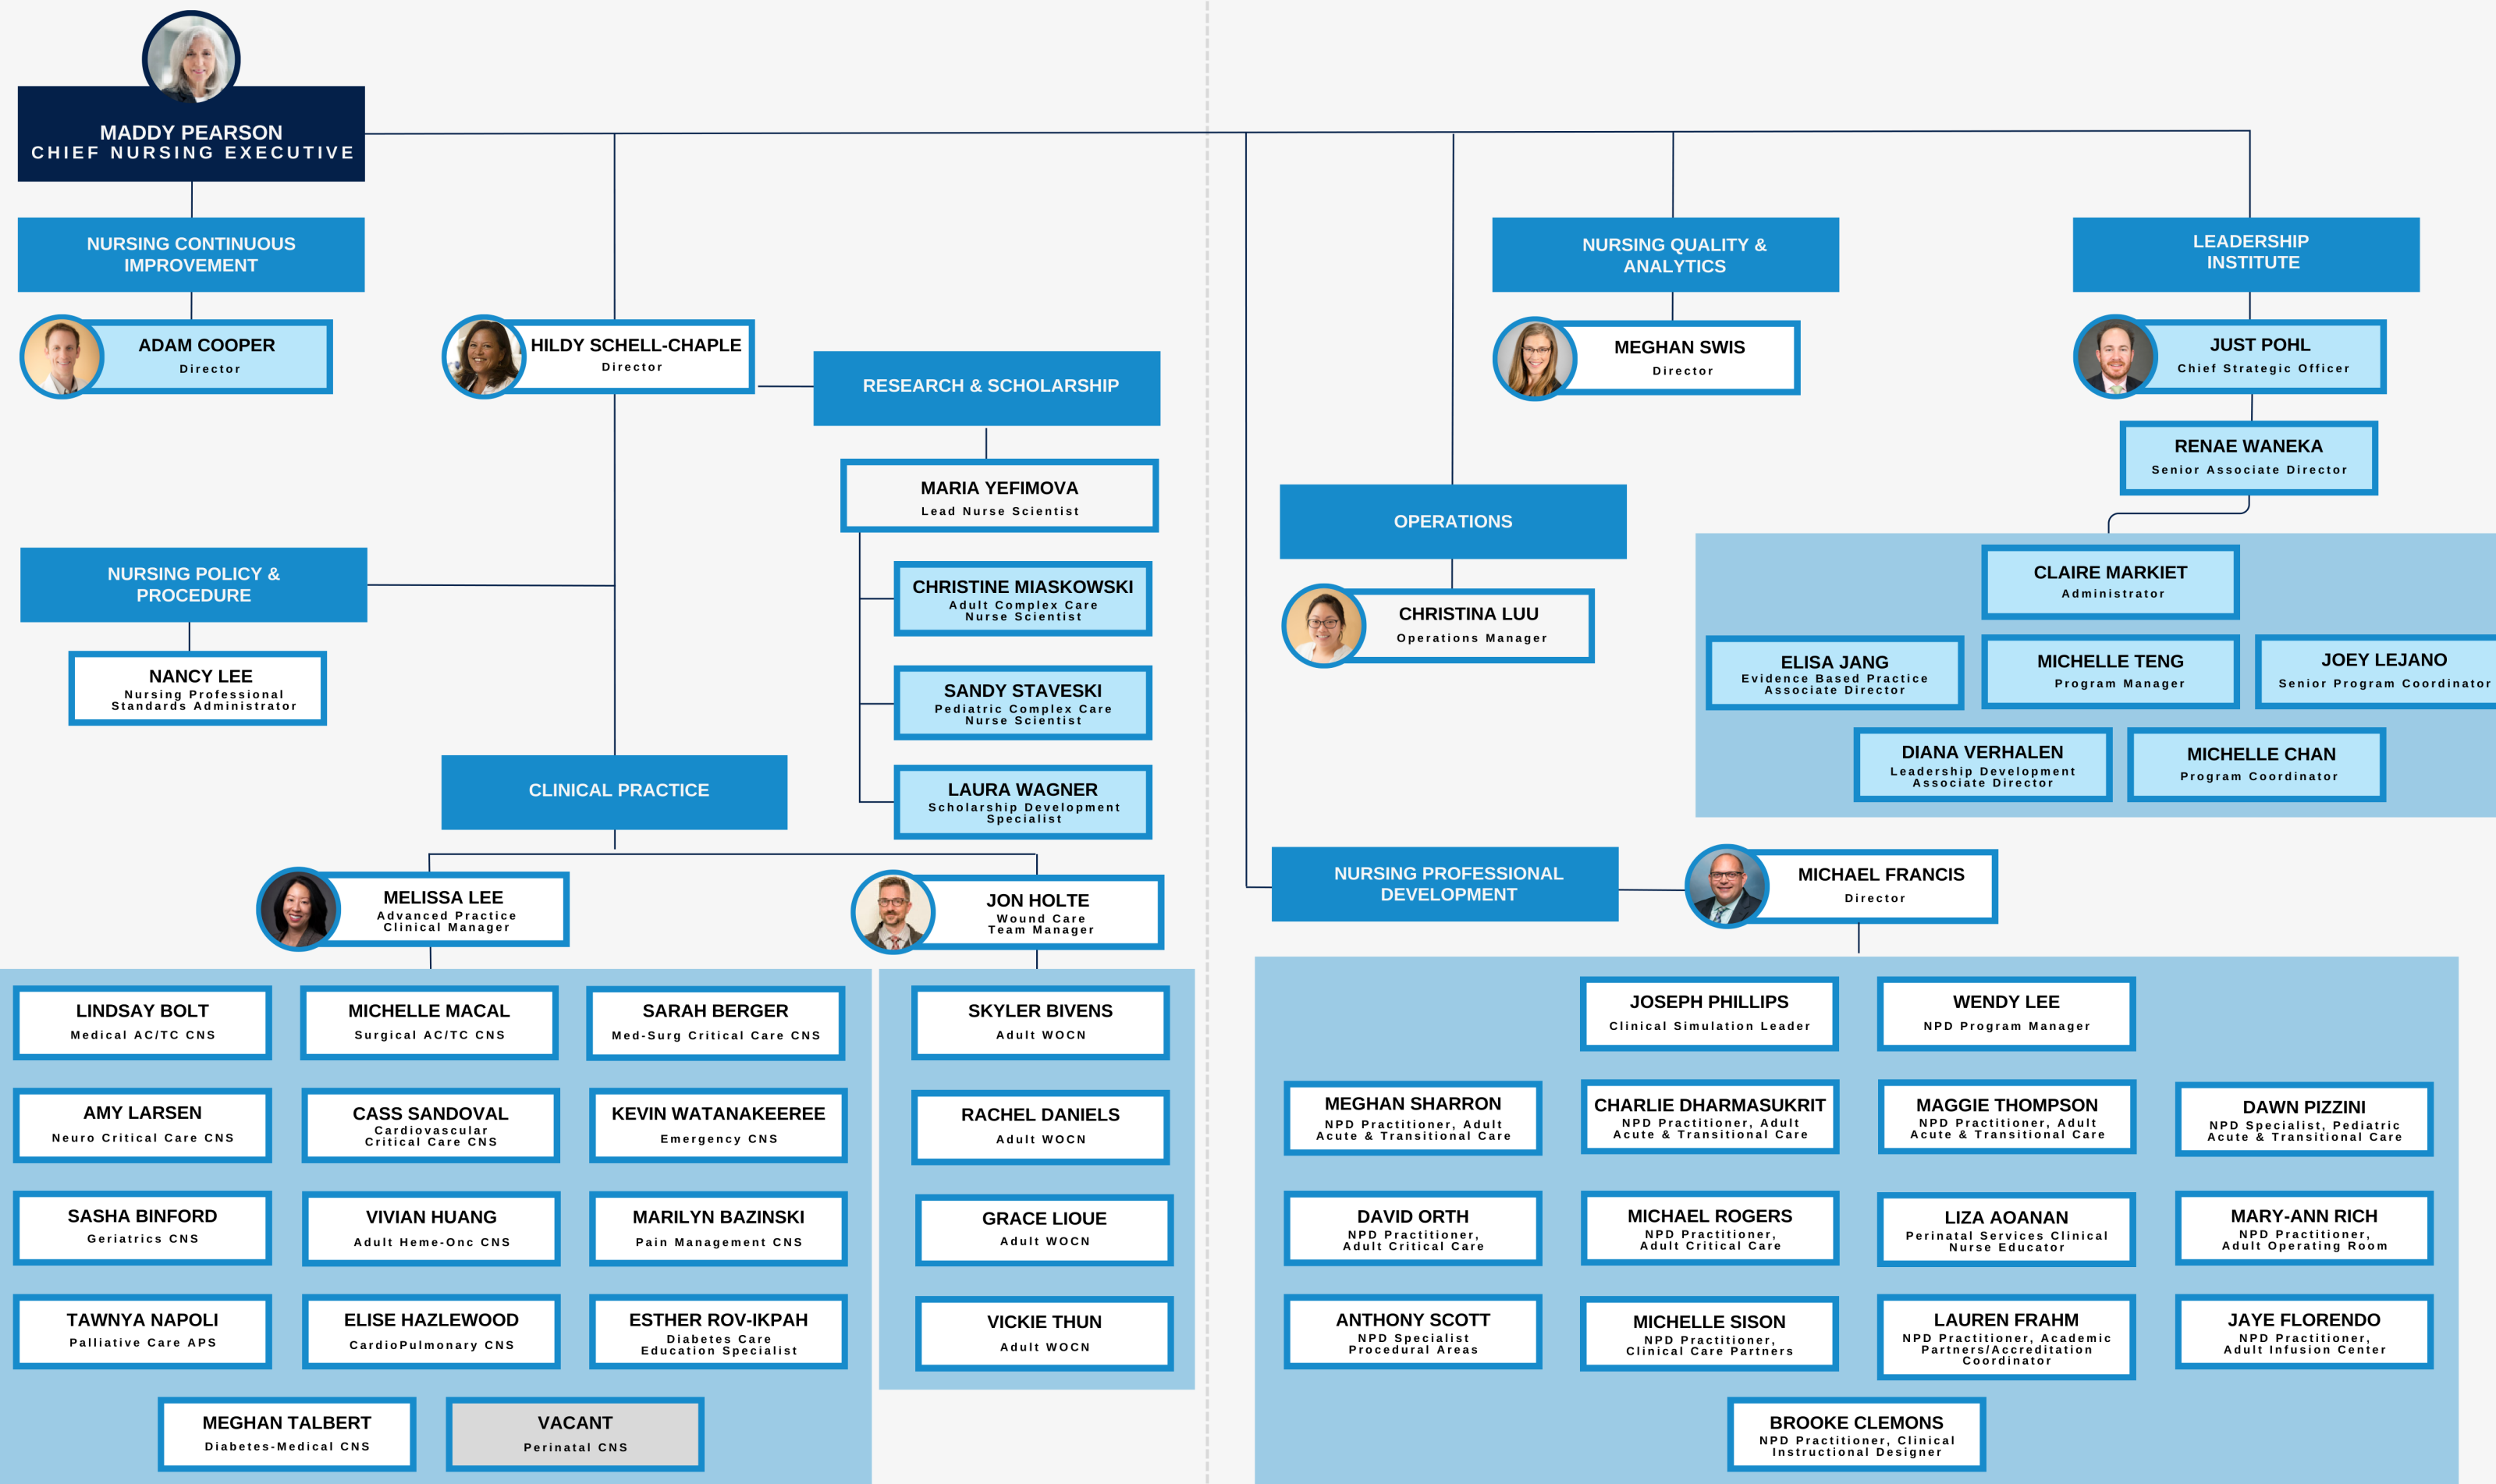 MADDY PEARSON
CHIEF NURSING EXECUTIVE
NURSING CONTINUOUS
IMPROVEMENT
ADAM COOPER
Director
HILDY SCHELL-CHAPLE
Director
RESEARCH & SCHOLARSHIP
MARIA YEFIMOVA
Lead Nurse Scientist
CHRISTINE MIASKOWSKI
Adult Complex Care
Nurse Scientist
SANDY STAVESKI
Pediatric Complex Care
Nurse Scientist
LAURA WAGNER
Scholarship Development
Specialist
NURSING POLICY &
PROCEDURE
NANCY LEE
Nursing Professional
Standards Administrator
CLINICAL PRACTICE
MELISSA LEE
Advanced Practice
Clinical Manager
JON HOLTE
Wound Care
Team Manager
LINDSAY BOLT
Medical AC/TC CNS
MICHELLE MACAL
Surgical AC/TC CNS
SARAH BERGER
Med-Surg Critical Care CNS
AMY LARSEN
Neuro Critical Care CNS
CASS SANDOVAL
Cardiovascular
Critical Care CNS
KEVIN WATANAKEEREE
Emergency CNS
SASHA BINFORD
Geriatrics CNS
VIVIAN HUANG
Adult Heme-Onc CNS
MARILYN BAZINSKI
Pain Management CNS
TAWNYA NAPOLI
Palliative Care APS
ELISE HAZLEWOOD
CardioPulmonary CNS
ESTHER ROV-IKPAH
Diabetes Care
Education Specialist
MEGHAN TALBERT
Diabetes-Medical CNS
VACANT
Perinatal CNS
SKYLER BIVENS
Adult WOCN
RACHEL DANIELS
Adult WOCN
GRACE LIOUE
Adult WOCN
VICKIE THUN
Adult WOCN
NURSING QUALITY &
ANALYTICS
MEGHAN SWIS
Director
LEADERSHIP
INSTITUTE
JUST POHL
Chief Strategic Officer
RENAE WANEKA
Senior Associate Director
OPERATIONS
CHRISTINA LUU
Operations Manager
CLAIRE MARKIET
Administrator
ELISA JANG
Evidence Based Practice
Associate Director
MICHELLE TENG
Program Manager
JOEY LEJANO
Senior Program Coordinator
DIANA VERHALEN
Leadership Development
Associate Director
MICHELLE CHAN
Program Coordinator
NURSING PROFESSIONAL
DEVELOPMENT
MICHAEL FRANCIS
Director
JOSEPH PHILLIPS
Clinical Simulation Leader
WENDY LEE
NPD Program Manager
MEGHAN SHARRON
NPD Practitioner, Adult
Acute & Transitional Care
CHARLIE DHARMASUKRIT
NPD Practitioner, Adult
Acute & Transitional Care
MAGGIE THOMPSON
NPD Practitioner, Adult
Acute & Transitional Care
DAWN PIZZINI
NPD Specialist, Pediatric
Acute & Transitional Care
DAVID ORTH
NPD Practitioner,
Adult Critical Care
MICHAEL ROGERS
NPD Practitioner,
Adult Critical Care
LIZA AOANAN
Perinatal Services Clinical
Nurse Educator
MARY-ANN RICH
NPD Practitioner,
Adult Operating Room
ANTHONY SCOTT
NPD Specialist
Procedural Areas
MICHELLE SISON
NPD Practitioner,
Clinical Care Partners
LAUREN FRAHM
NPD Practitioner, Academic
Partners/Accreditation
Coordinator
JAYE FLORENDO
NPD Practitioner,
Adult Infusion Center
BROOKE CLEMONS
NPD Practitioner, Clinical
Instructional Designer